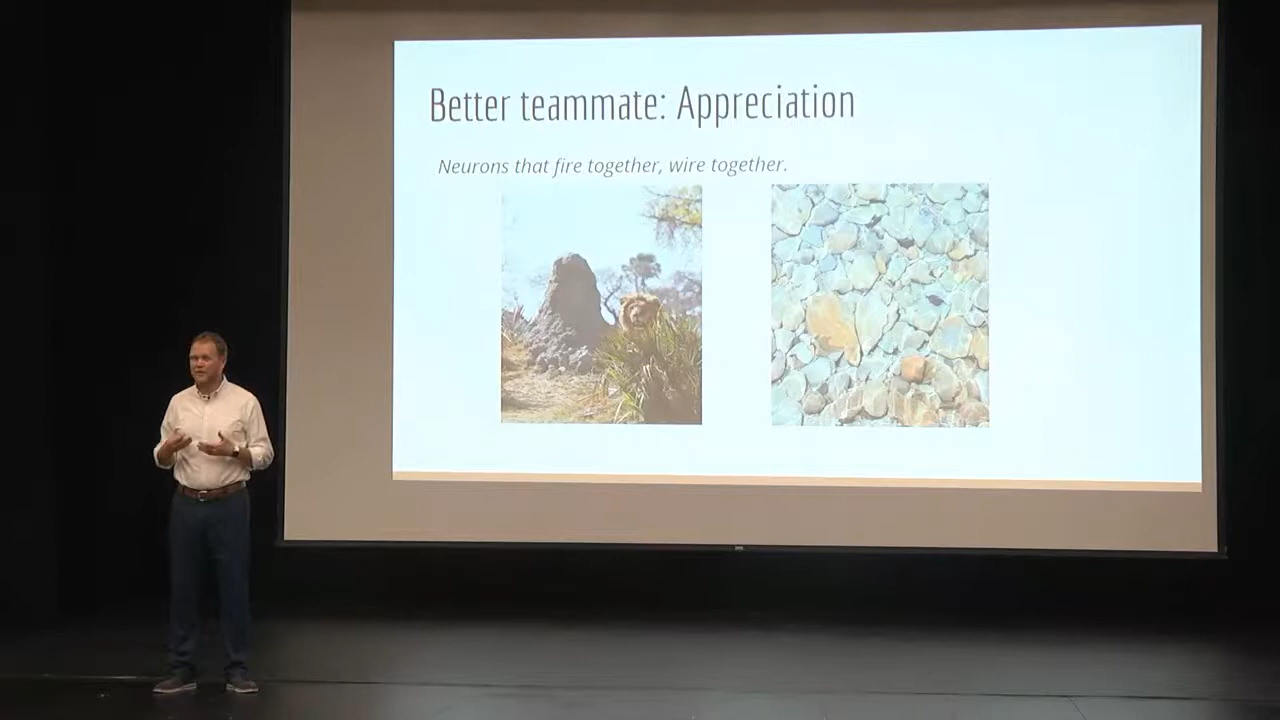 Better teammate: Appreciation
Neurons that fire together, wire together.